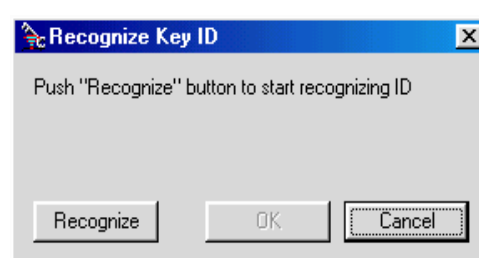 Recognize Key ID
Push "Recognize" button to start recognizing ID
Recognize OK Cancel